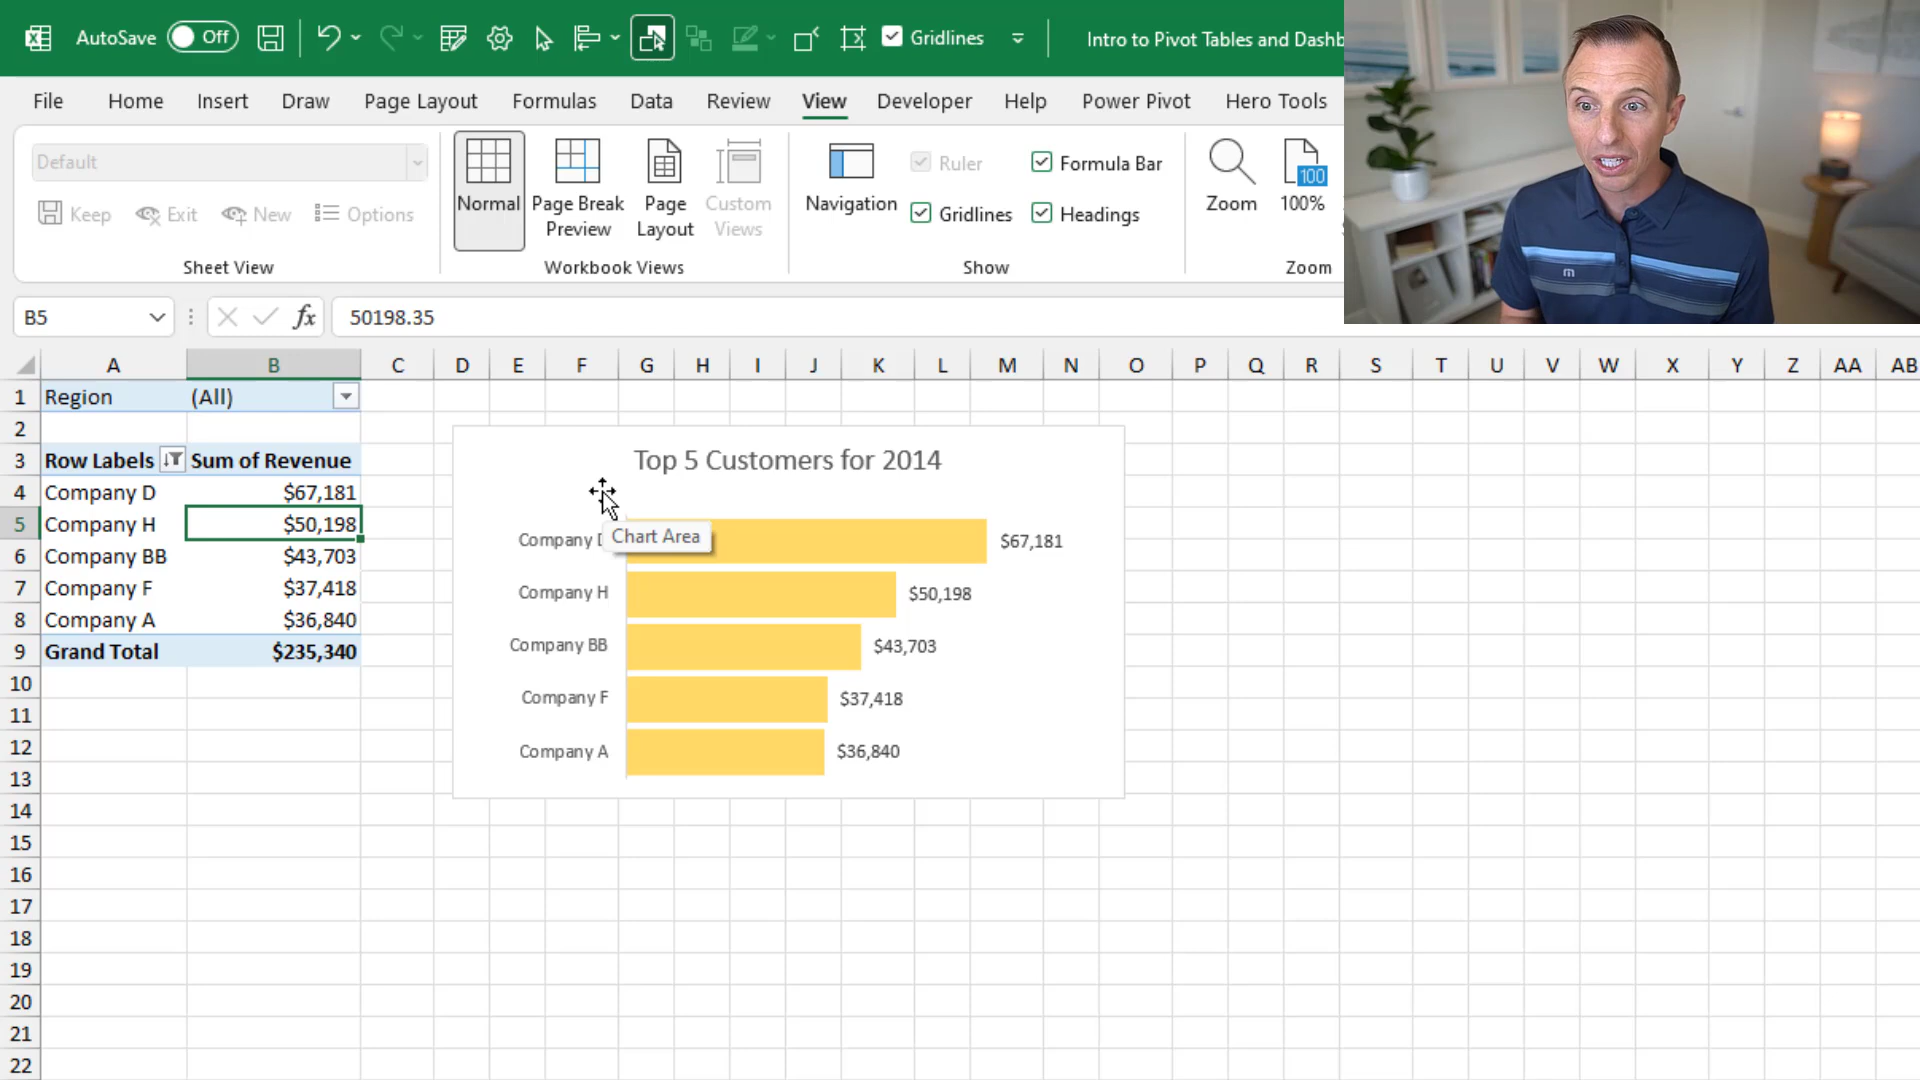 AutoSave Off Gridlines Intro to Pivot Tables and Dashb
File Home Insert Draw Page Layout Formulas Data Review View Developer Help Power Pivot Hero Tools
Default
Keep Exit New Options
Sheet View
Normal Page Break Preview Page Layout Custom Views
Workbook Views
Navigation Ruler Formula Bar
Gridlines Headings
Show
Zoom 100 100%
Zoom
B5 fx 50198.35
A B C D E F G H I J K L M N O P Q R S T U V W X Y Z AA AB
1 Region (All)
2
3 Row Labels Sum of Revenue
4 Company D $67,181
5 Company H $50,198
6 Company BB $43,703
7 Company F $37,418
8 Company A $36,840
9 Grand Total $235,340
10
11
12
13
14
15
16
17
18
19
20
21
22
Top 5 Customers for 2014
Chart Area
Company D $67,181
Company H $50,198
Company BB $43,703
Company F $37,418
Company A $36,840